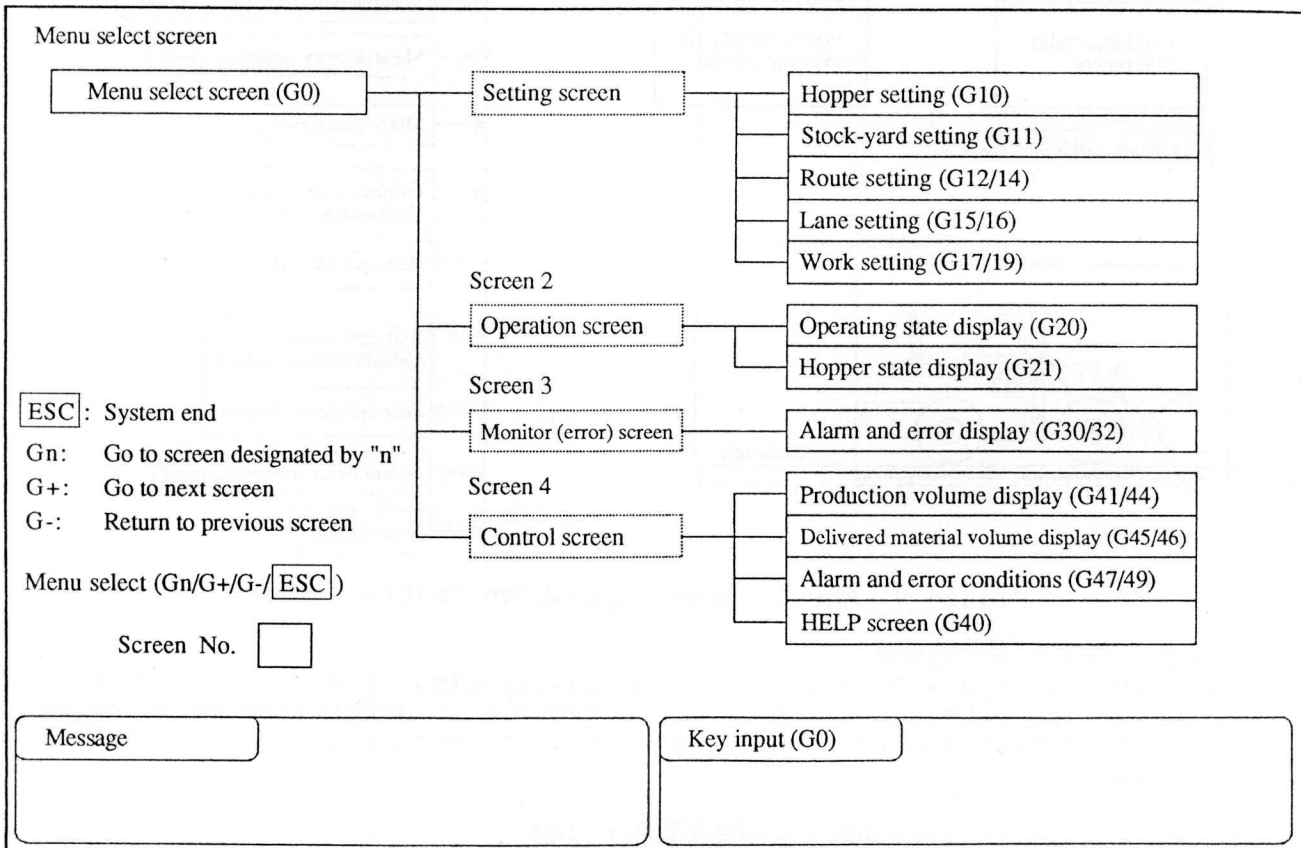 Menu select screen
Menu select screen (G0)
Setting screen
Hopper setting (G10)
Stock-yard setting (G11)
Route setting (G12/14)
Lane setting (G15/16)
Work setting (G17/19)
Screen 2
Operation screen
Operating state display (G20)
Hopper state display (G21)
Screen 3
Monitor (error) screen
Alarm and error display (G30/32)
Screen 4
Control screen
Production volume display (G41/44)
Delivered material volume display (G45/46)
Alarm and error conditions (G47/49)
HELP screen (G40)
ESC: System end
Gn: Go to screen designated by "n"
G+: Go to next screen
G-: Return to previous screen
Menu select (Gn/G+/G-/ESC)
Screen No.
Message
Key input (G0)